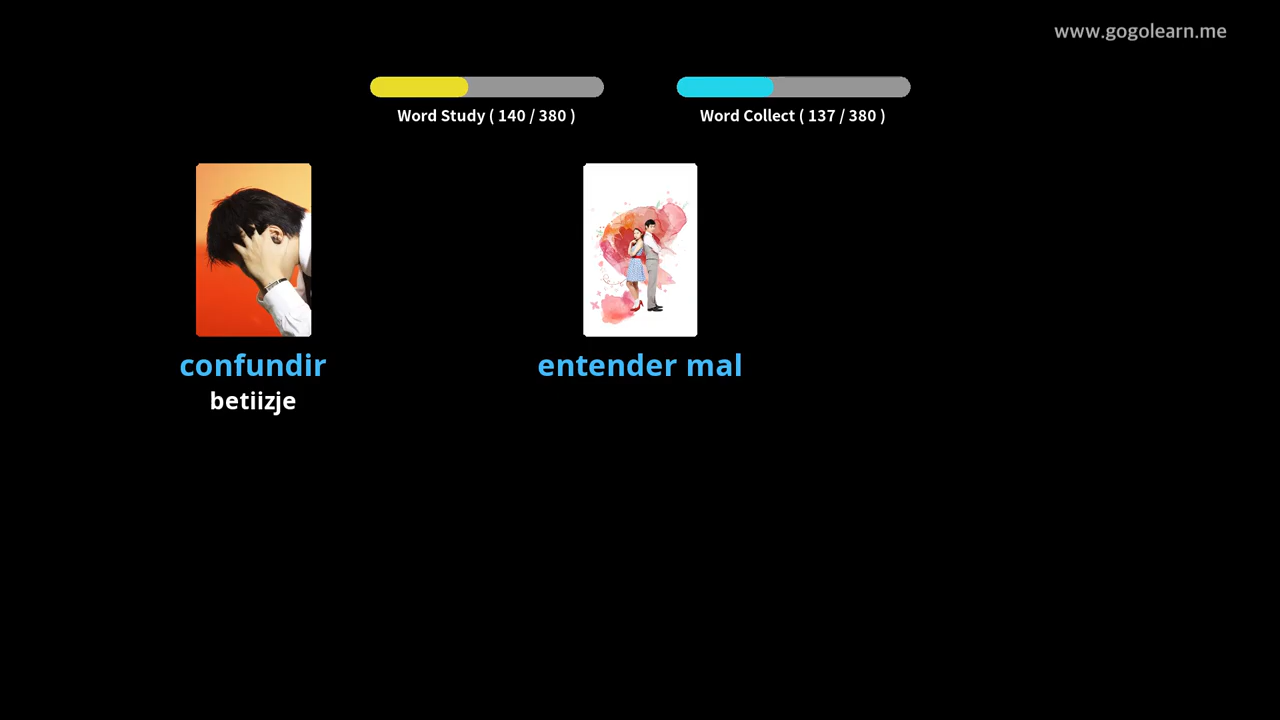 www.gogolearn.me
Word Study ( 140 / 380 )
Word Collect ( 137 / 380 )
confundir
betiizje
entender mal